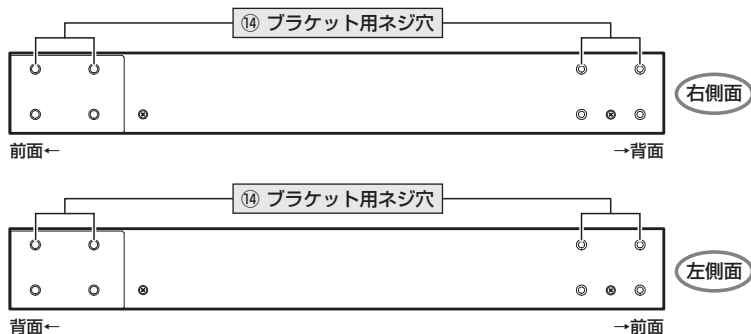 ⑭ ブラケット用ネジ穴
右側面
前面← →背面
⑭ ブラケット用ネジ穴
左側面
背面← →前面